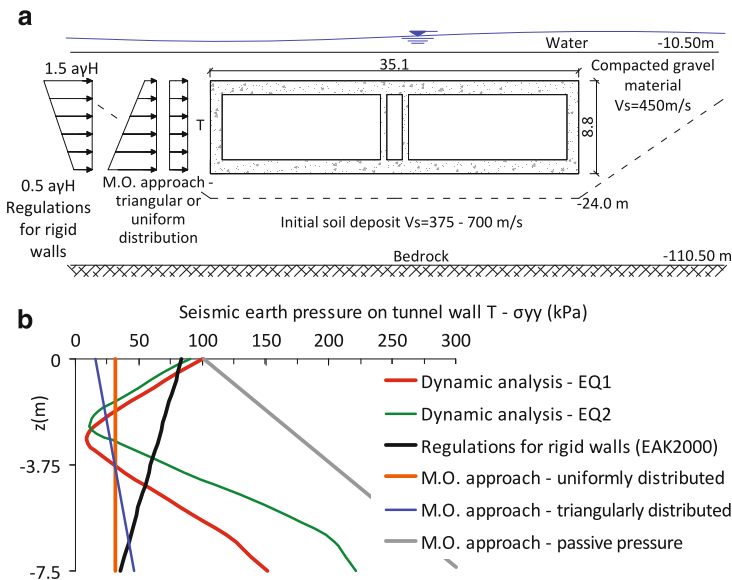 a
Water
-10.50m
1.5 aγH
35.1
Compacted gravel
material
Vs=450m/s
T
8.8
0.5 aγH
Regulations
for rigid
walls
M.O. approach -
triangular or
uniform
distribution
-24.0 m
Initial soil deposit Vs=375 - 700 m/s
Bedrock
-110.50 m
b
Seismic earth pressure on tunnel wall T - σyy (kPa)
0 50 100 150 200 250 300
0
-3.75
-7.5
z(m)
Dynamic analysis - EQ1
Dynamic analysis - EQ2
Regulations for rigid walls (EAK2000)
M.O. approach - uniformly distributed
M.O. approach - triangularly distributed
M.O. approach - passive pressure